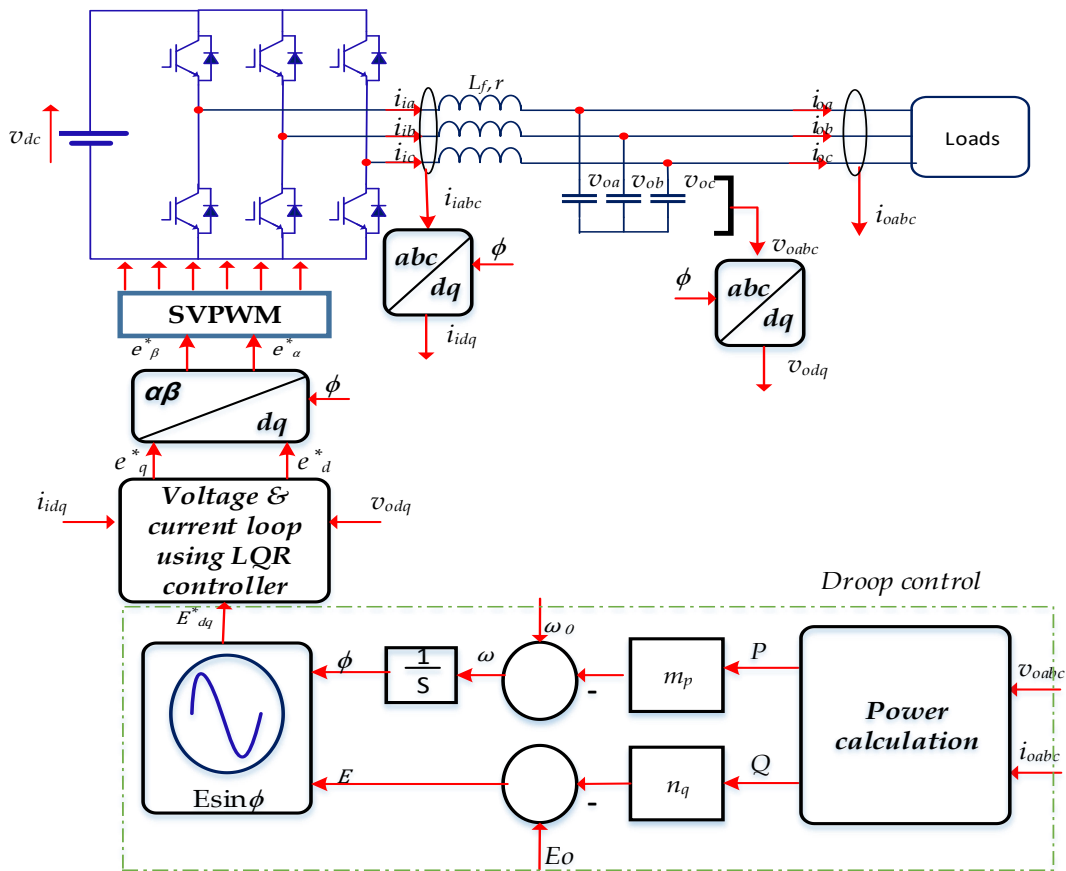 L_f, r
i_ia
i_ib
i_ic
i_oa
i_ob
i_oc
v_dc
Loads
v_oa
v_ob
v_oc
i_iabc
i_oabc
v_oabc
abc
dq
ϕ
i_idq
ϕ
abc
dq
v_odq
SVPWM
e*_β
e*_α
αβ
dq
ϕ
e*_q
e*_d
i_idq
Voltage &
current loop
using LQR
controller
v_odq
E*_dq
Droop control
ω_0
ϕ
1
S
ω
-
m_p
P
Power
calculation
v_oabc
i_oabc
Esinϕ
E
-
n_q
Q
Eo